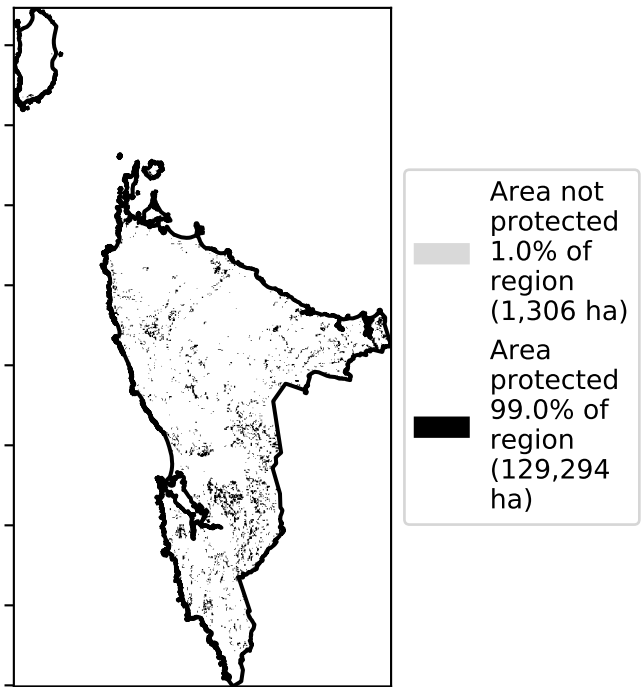 Area not
protected
1.0% of
region
(1,306 ha)
Area
protected
99.0% of
region
(129,294
ha)